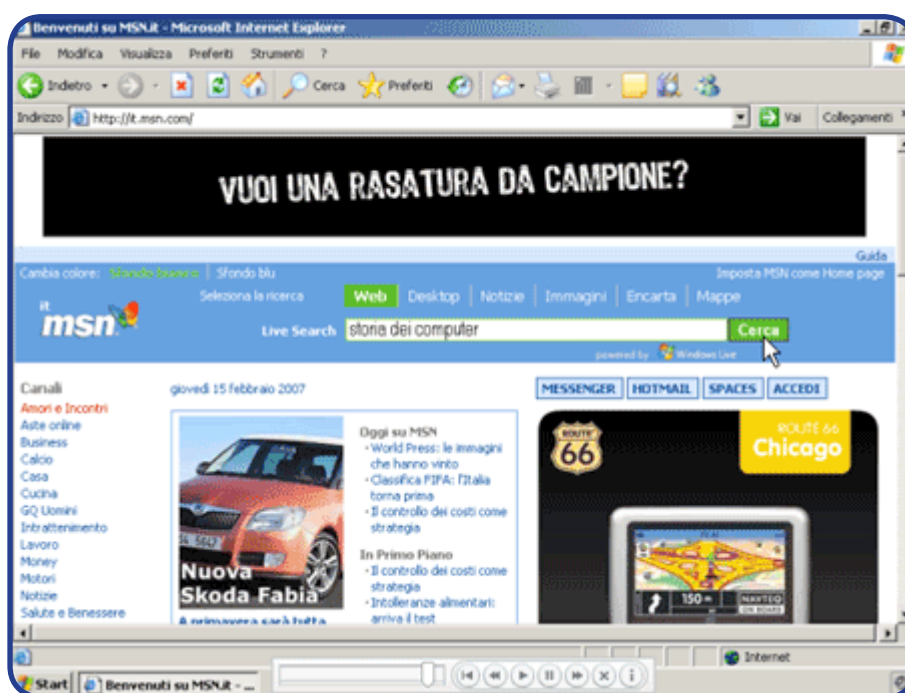 Benvenuti su MSN.it - Microsoft Internet Explorer
File Modifica Visualizza Preferiti Strumenti ?
Indietro Cerca Preferiti
Indirizzo http://it.msn.com/ Vai Collegamenti
VUOI UNA RASATURA DA CAMPIONE?
Guida
Cambia colore: Sfondo blu Imposta MSN come Home page
Seleziona la ricerca Web Desktop Notizie Immagini Encarta Mappe
it
msn
Live Search storia dei computer Cerca
powered by Windows Live
Canali giovedì 15 febbraio 2007 MESSENGER HOTMAIL SPACES ACCEDI
Amori e Incontri
Aste online
Business
Calcio
Casa
Cucina
GQ Uomini
Intrattenimento
Lavoro
Money
Motori
Notizie
Salute e Benessere
Nuova
Skoda Fabia
A primavera sarà tutta
Oggi su MSN
World Press: le immagini
che hanno vinto
Classifica FIFA: l'Italia
torna prima
Il controllo dei costi come
strategia
In Primo Piano
Il controllo dei costi come
strategia
Intolleranze alimentari:
arriva il test
ROUTE
66
ROUTE 66
Chicago
150 m
NAVTEQ
ON BOARD
Internet
Start Benvenuti su MSN.it - ...